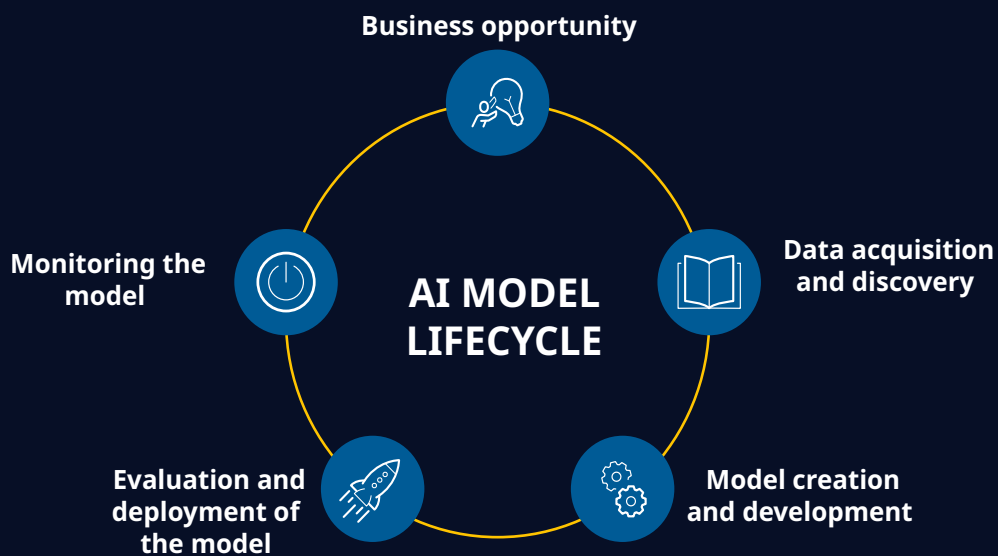 Business opportunity
Data acquisition
and discovery
Monitoring the
model
AI MODEL
LIFECYCLE
Model creation
and development
Evaluation and
deployment of
the model